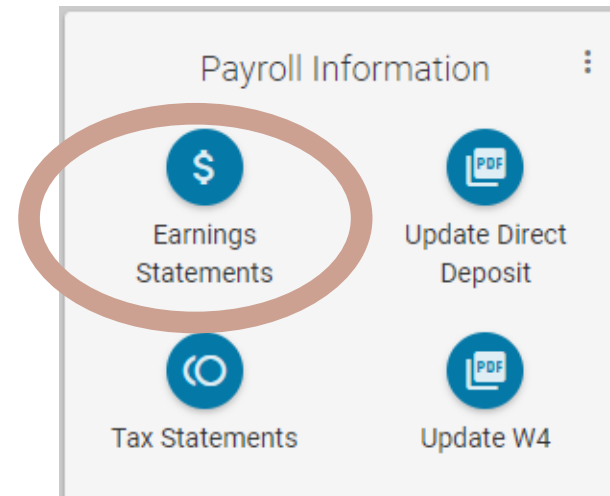 Payroll Information
$
PDF
Earnings
Statements
Update Direct
Deposit
PDF
Tax Statements
Update W4